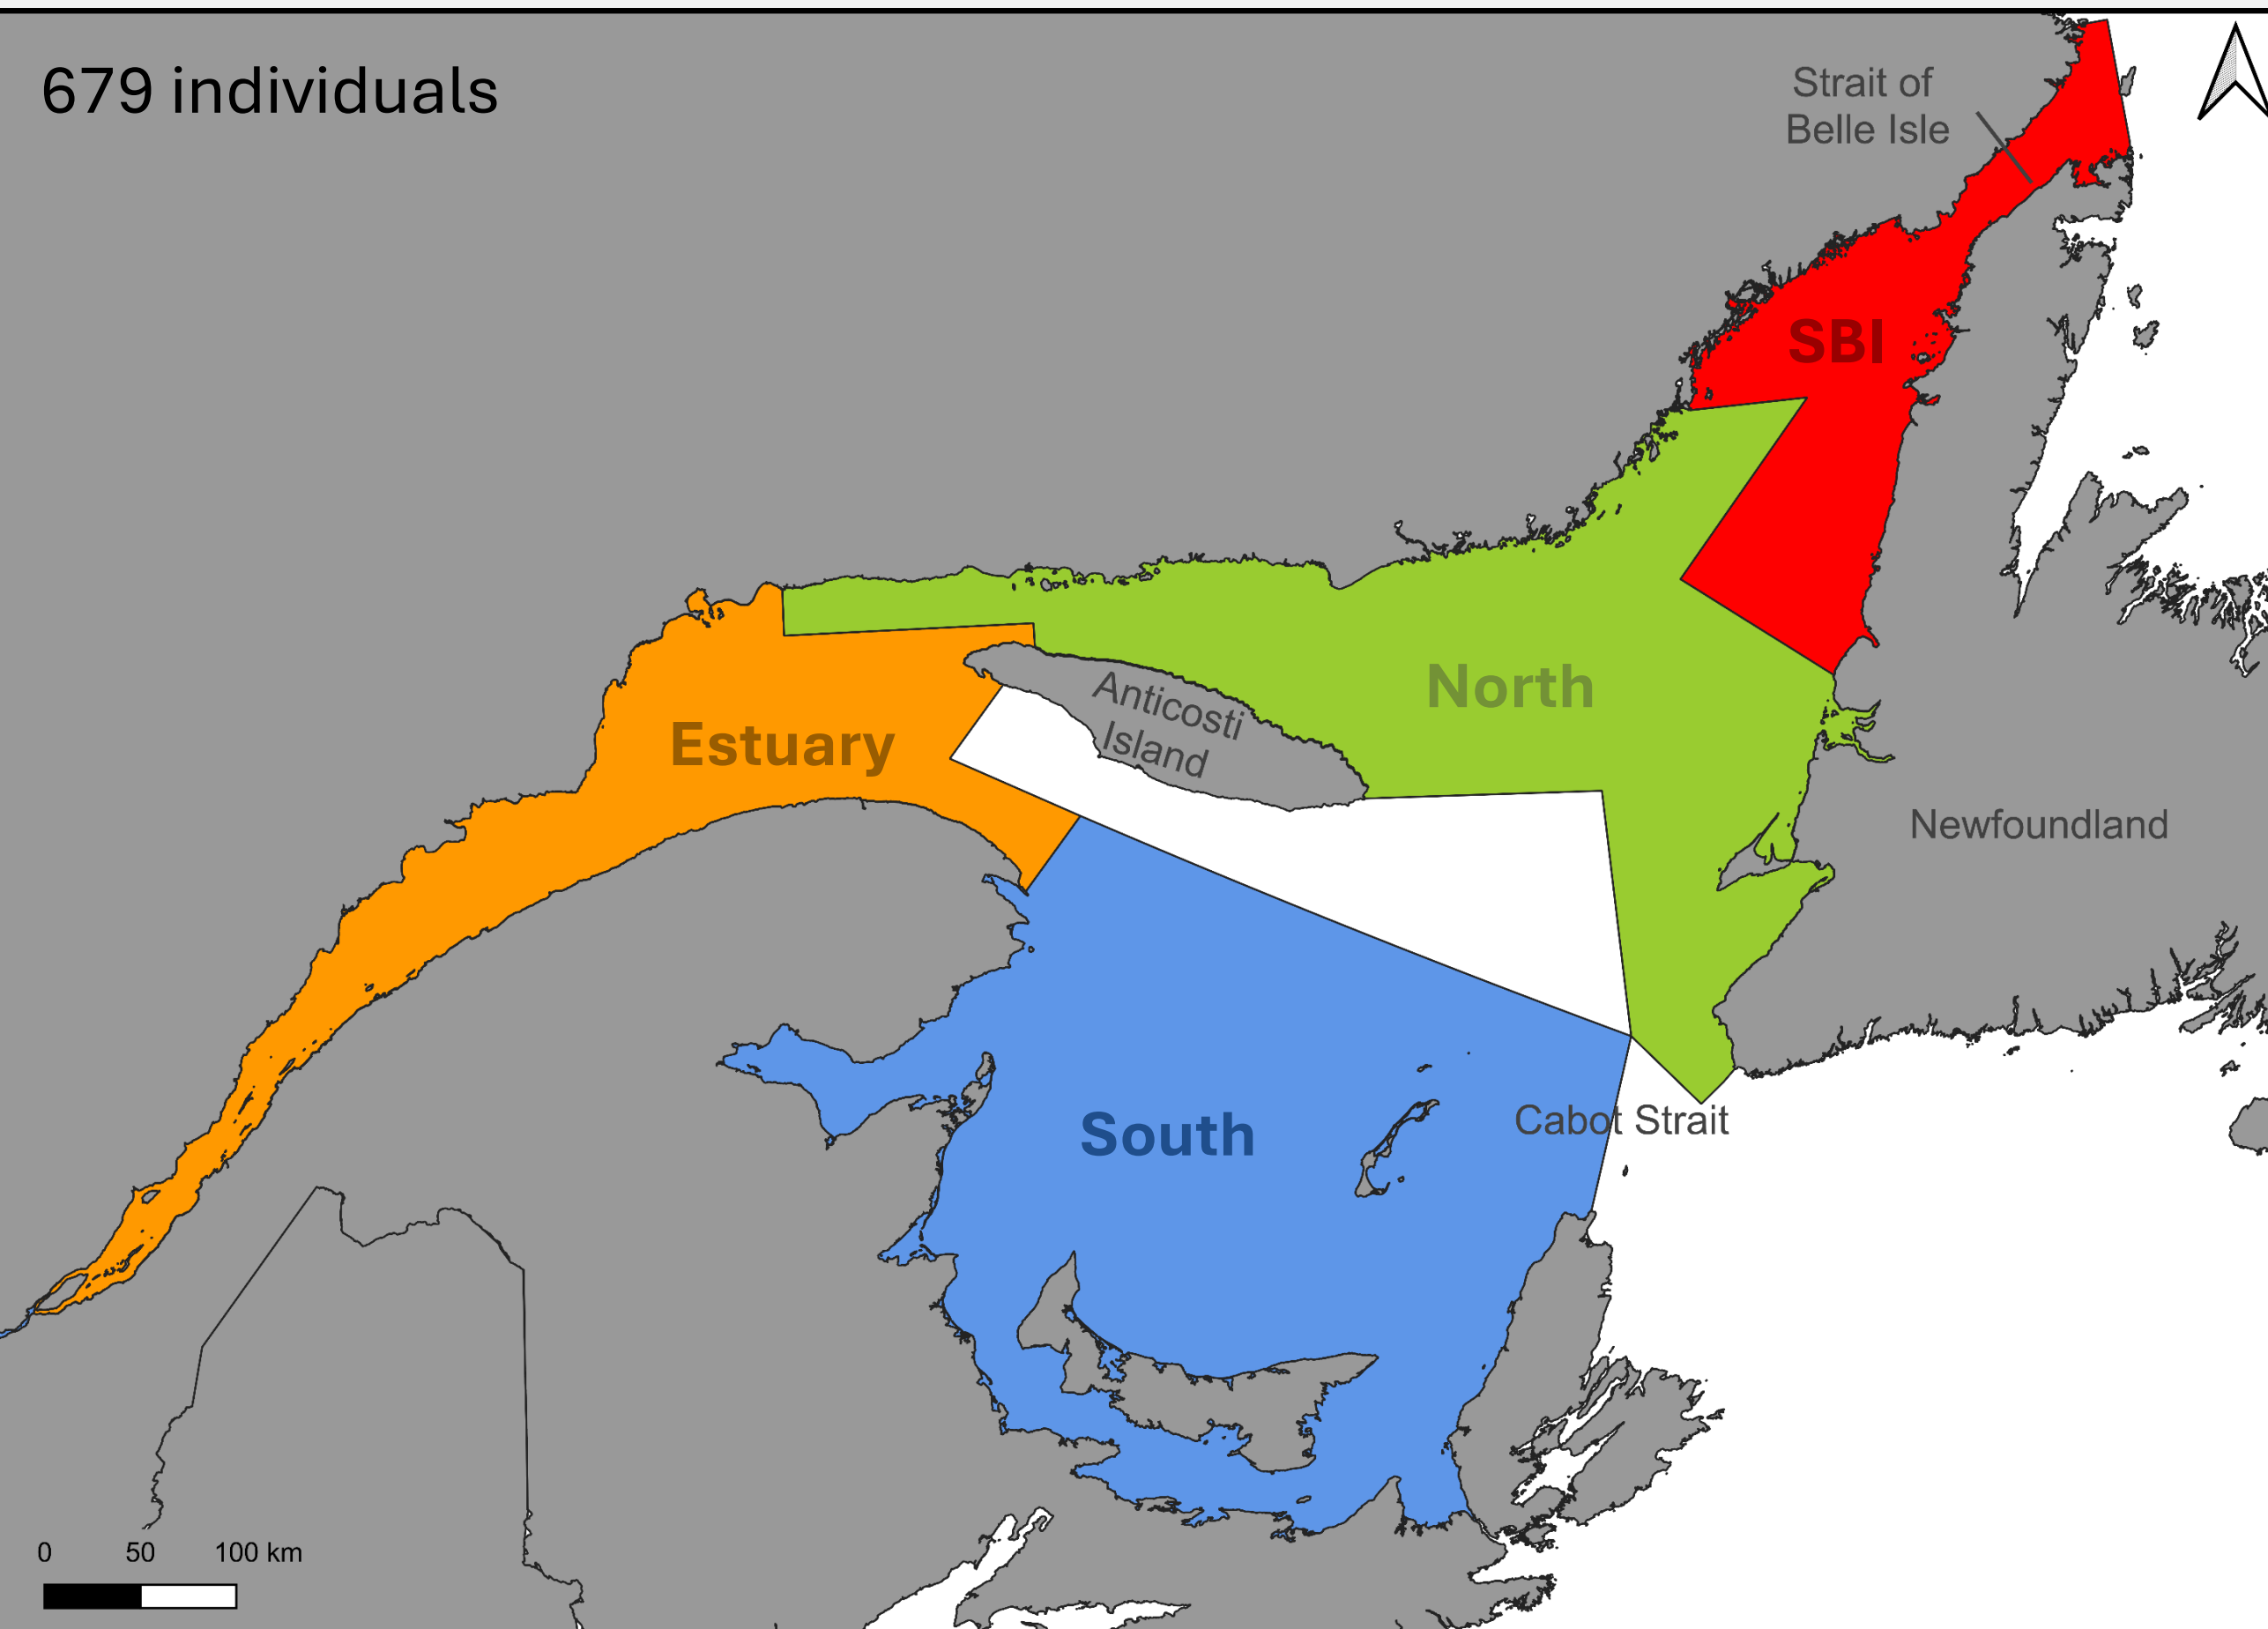 679 individuals
Strait of
Belle Isle
SBI
North
Anticosti
Island
Estuary
Newfoundland
Cabot Strait
South
0 50 100 km